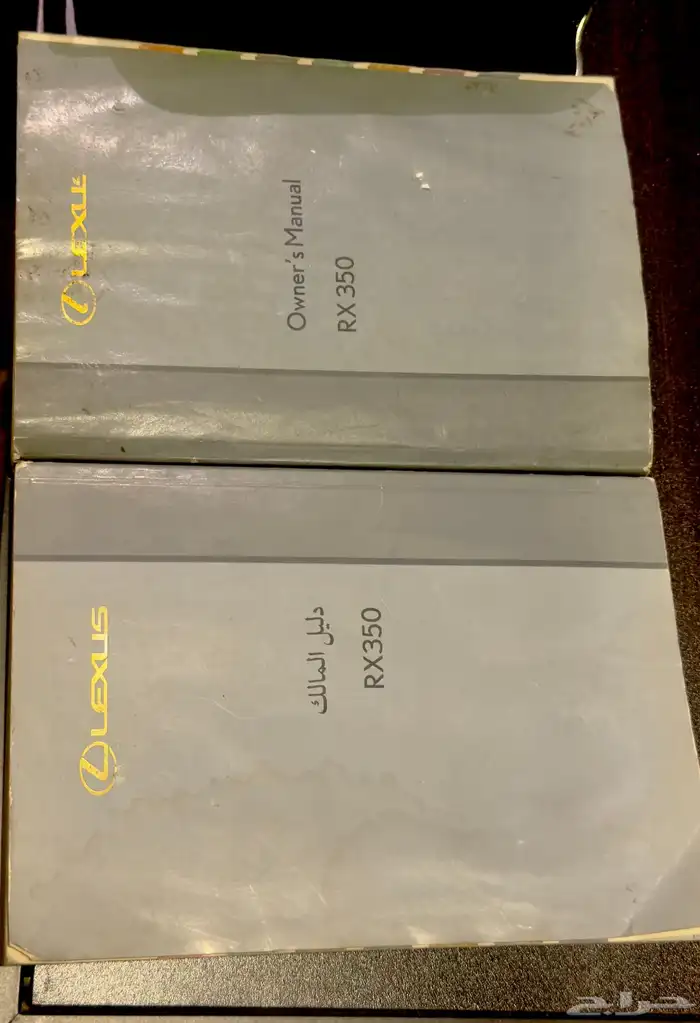 LEXUS
Owner's Manual
RX 350
LEXUS
دليل المالك
RX350
حراج